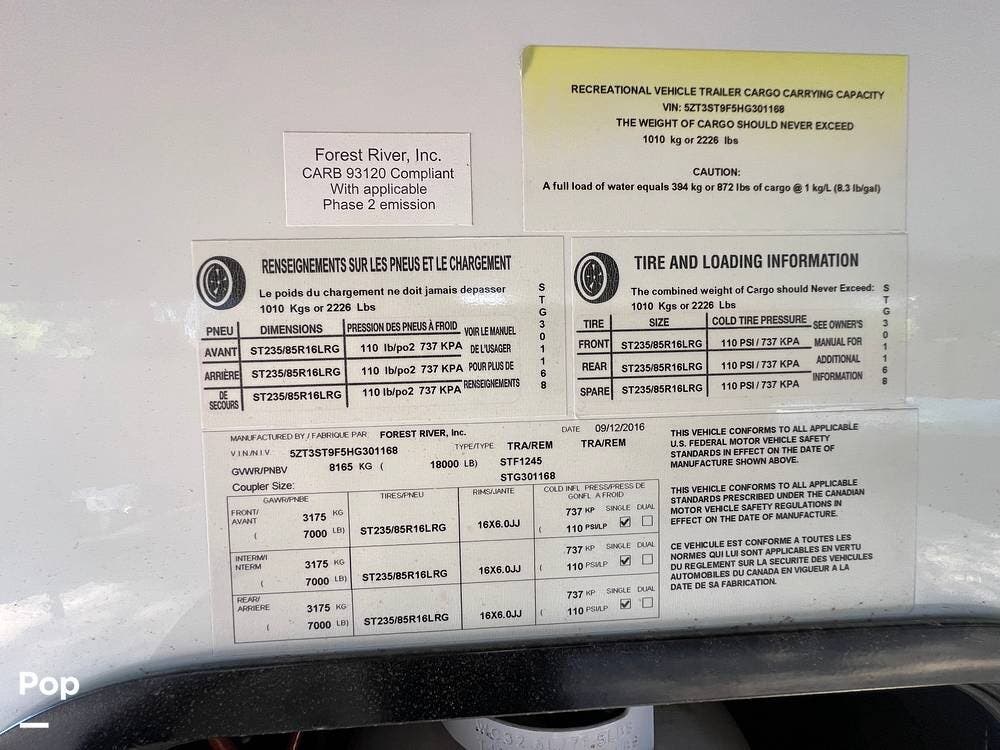 RECREATIONAL VEHICLE TRAILER CARGO CARRYING CAPACITY
VIN: 5ZT3ST9F5HG301168
THE WEIGHT OF CARGO SHOULD NEVER EXCEED
1010 kg or 2226 lbs
CAUTION:
A full load of water equals 394 kg or 872 lbs of cargo @ 1 kg/L (8.3 lb/gal)
Forest River, Inc.
CARB 93120 Compliant
With applicable
Phase 2 emission
RENSEIGNEMENTS SUR LES PNEUS ET LE CHARGEMENT
Le poids du chargement ne doit jamais depasser
1010 Kgs or 2226 Lbs
PNEU DIMENSIONS PRESSION DES PNEUS À FROID VOIR LE MANUEL
AVANT ST235/85R16LRG 110 lb/po2 737 KPA DE L'USAGER
ARRIÈRE ST235/85R16LRG 110 lb/po2 737 KPA POUR PLUS DE
DE SECOURS ST235/85R16LRG 110 lb/po2 737 KPA RENSEIGNEMENTS
STG301168
TIRE AND LOADING INFORMATION
The combined weight of Cargo should Never Exceed:
1010 Kgs or 2226 Lbs
TIRE SIZE COLD TIRE PRESSURE SEE OWNER'S
FRONT ST235/85R16LRG 110 PSI / 737 KPA MANUAL FOR
REAR ST235/85R16LRG 110 PSI / 737 KPA ADDITIONAL
SPARE ST235/85R16LRG 110 PSI / 737 KPA INFORMATION
STG301168
MANUFACTURED BY / FABRIQUE PAR FOREST RIVER, Inc. DATE 09/12/2016
V I N /N I V 5ZT3ST9F5HG301168 TYPE/TYPE TRA/REM TRA/REM
GVWR/PNBV 8165 KG ( 18000 LB) STF1245
Coupler Size: STG301168
GAWR/PNBE TIRES/PNEU RIMS/JANTE COLD INFL PRESS/PRESS DE
GONFL A FROID
FRONT/ 737 KP SINGLE DUAL
AVANT 3175 KG ST235/85R16LRG 16X6.0JJ
( 7000 LB) ( 110 PSI/LP
INTERM/I 737 KP SINGLE DUAL
NTERM 3175 KG ST235/85R16LRG 16X6.0JJ
( 7000 LB) ( 110 PSI/LP
REAR/ 737 KP SINGLE DUAL
ARRIERE 3175 KG ST235/85R16LRG 16X6.0JJ
( 7000 LB) ( 110 PSI/LP
THIS VEHICLE CONFORMS TO ALL APPLICABLE
U.S. FEDERAL MOTOR VEHICLE SAFETY
STANDARDS IN EFFECT ON THE DATE OF
MANUFACTURE SHOWN ABOVE.
THIS VEHICLE CONFORMS TO ALL APPLICABLE
STANDARDS PRESCRIBED UNDER THE CANADIAN
MOTOR VEHICLE SAFETY REGULATIONS IN
EFFECT ON THE DATE OF MANUFACTURE.
CE VEHICULE EST CONFORME A TOUTES LES
NORMES QUI LUI SONT APPLICABLES EN VERTU
DU REGLEMENT SUR LA SECURITE DES VEHICULES
AUTOMOBILES DU CANADA EN VIGUEUR A LA
DATE DE SA FABRICATION.
Pop